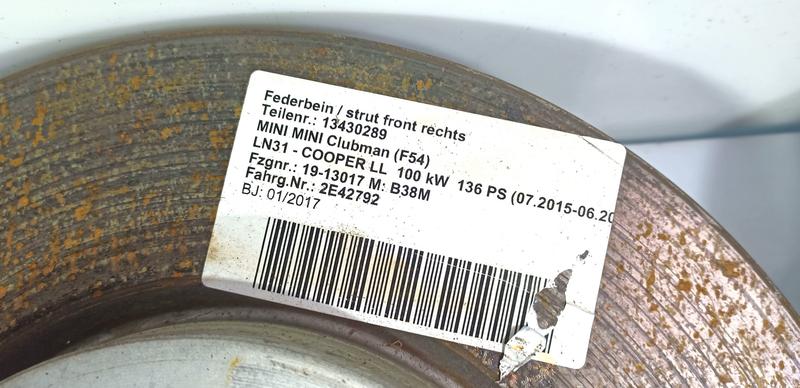 Federbein / strut front rechts
Teilenr.: 13430289
MINI MINI Clubman (F54)
LN31 - COOPER LL 100 kW 136 PS (07.2015-06.20
Fzgnr.: 19-13017 M: B38M
Fahrg.Nr.: 2E42792
BJ: 01/2017